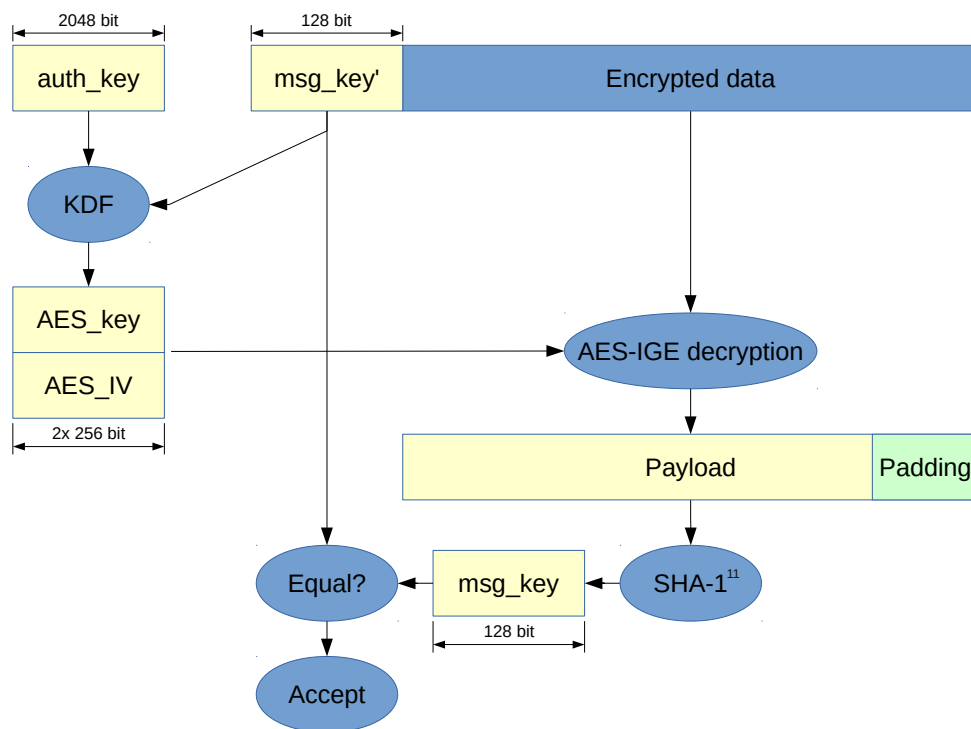 2048 bit
128 bit
auth_key
msg_key'
Encrypted data
KDF
AES_key
AES_IV
2x 256 bit
AES-IGE decryption
Payload
Padding
Equal?
msg_key
SHA-1¹¹
128 bit
Accept